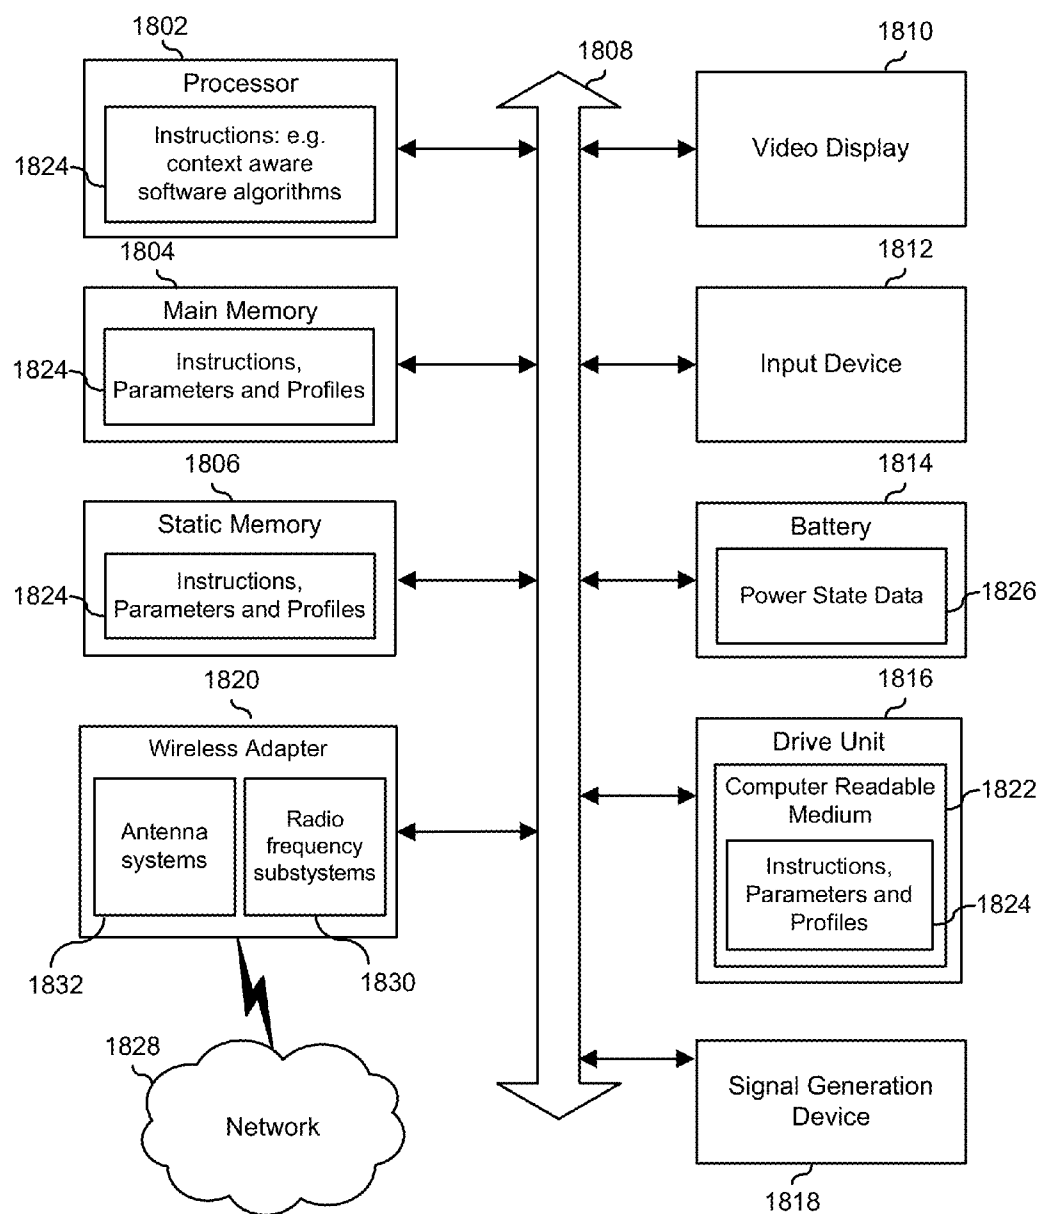 1802
Processor
Instructions: e.g.
context aware
software algorithms
1824
1804
Main Memory
Instructions,
Parameters and Profiles
1824
1806
Static Memory
Instructions,
Parameters and Profiles
1824
1820
Wireless Adapter
Antenna
systems
Radio
frequency
substystems
1832
1830
1828
Network
1808
1810
Video Display
1812
Input Device
1814
Battery
Power State Data
1826
1816
Drive Unit
Computer Readable
Medium
1822
Instructions,
Parameters and
Profiles
1824
Signal Generation
Device
1818